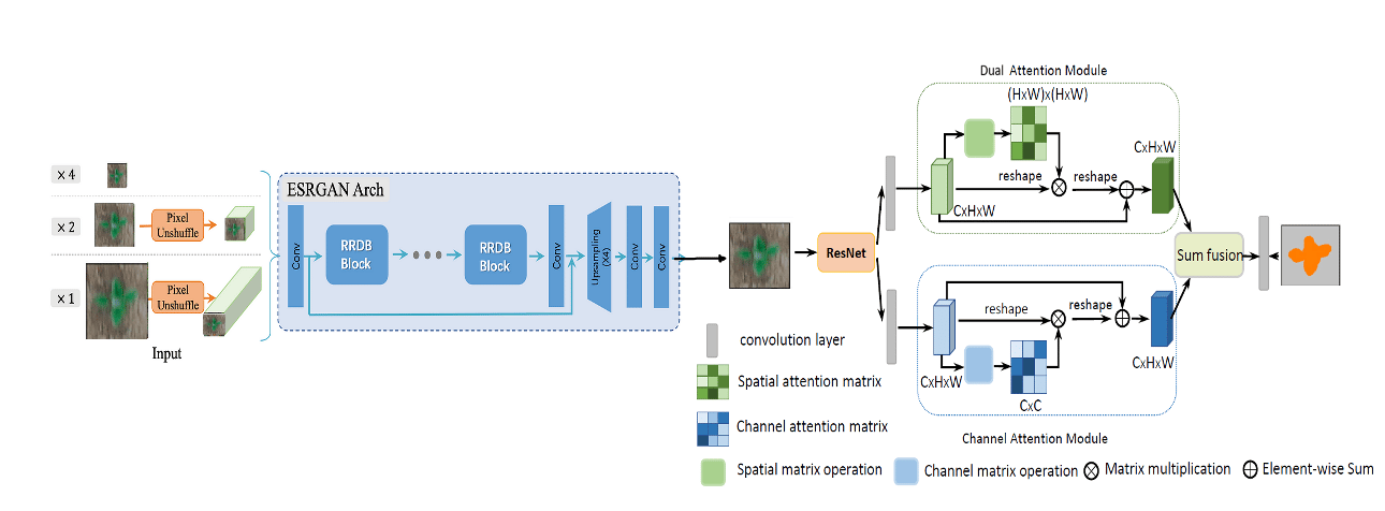 × 4
× 2
Pixel
Unshuffle
× 1
Pixel
Unshuffle
Input
ESRGAN Arch
Conv
RRDB
Block
RRDB
Block
Conv
Upsampling
(X4)
Conv
Conv
ResNet
Dual Attention Module
(HxW)x(HxW)
CxHxW
reshape
reshape
CxHxW
Sum fusion
CxHxW
reshape
reshape
CxC
CxHxW
Channel Attention Module
convolution layer
Spatial attention matrix
Channel attention matrix
Spatial matrix operation
Channel matrix operation
Matrix multiplication
Element-wise Sum